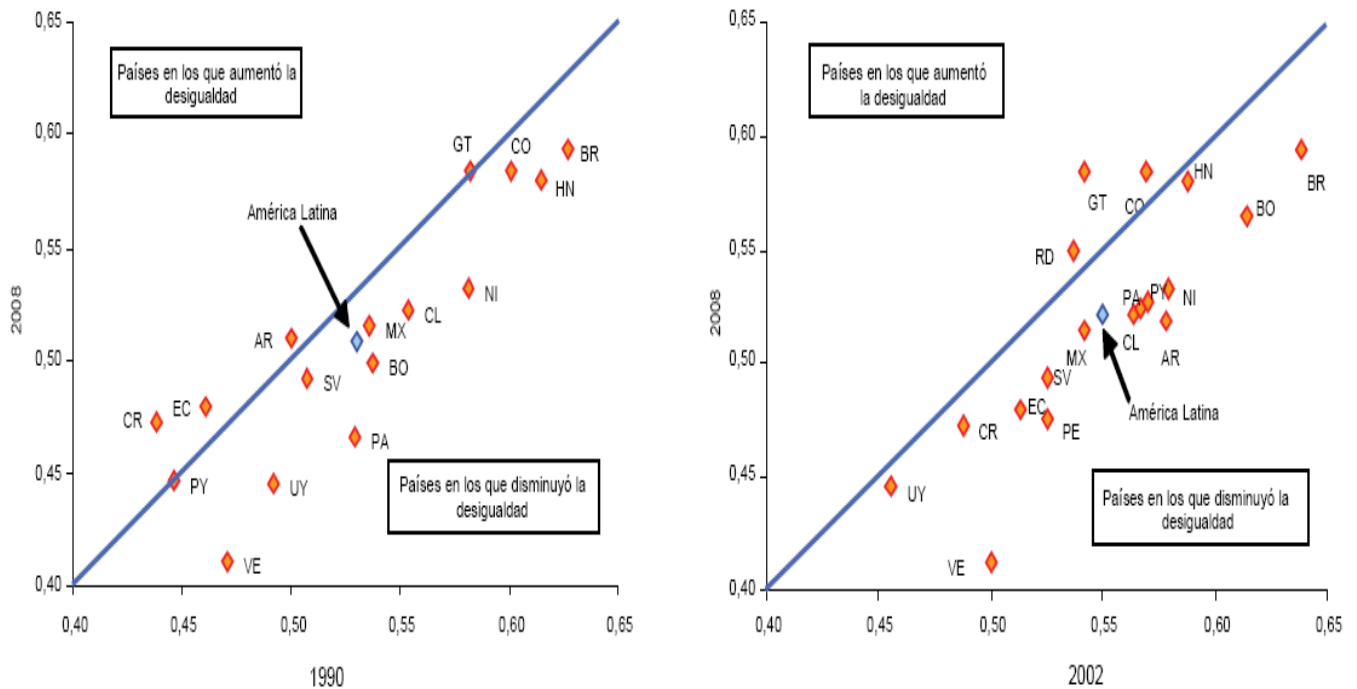 0,65
0,60
0,55
0,50
0,45
0,40
2008
Países en los que aumentó la
desigualdad
América Latina
GT
CO
BR
HN
NI
CL
MX
BO
AR
SV
EC
CR
PA
PY
UY
VE
Países en los que disminuyó la
desigualdad
0,40
0,45
0,50
0,55
0,60
0,65
1990
0,65
0,60
0,55
0,50
0,45
0,40
2008
Países en los que aumentó
la desigualdad
GT
CO
HN
BR
BO
RD
PA
PY
NI
CL
AR
MX
SV
América Latina
EC
PE
CR
UY
VE
Países en los que disminuyó la
desigualdad
0,40
0,45
0,50
0,55
0,60
0,65
2002